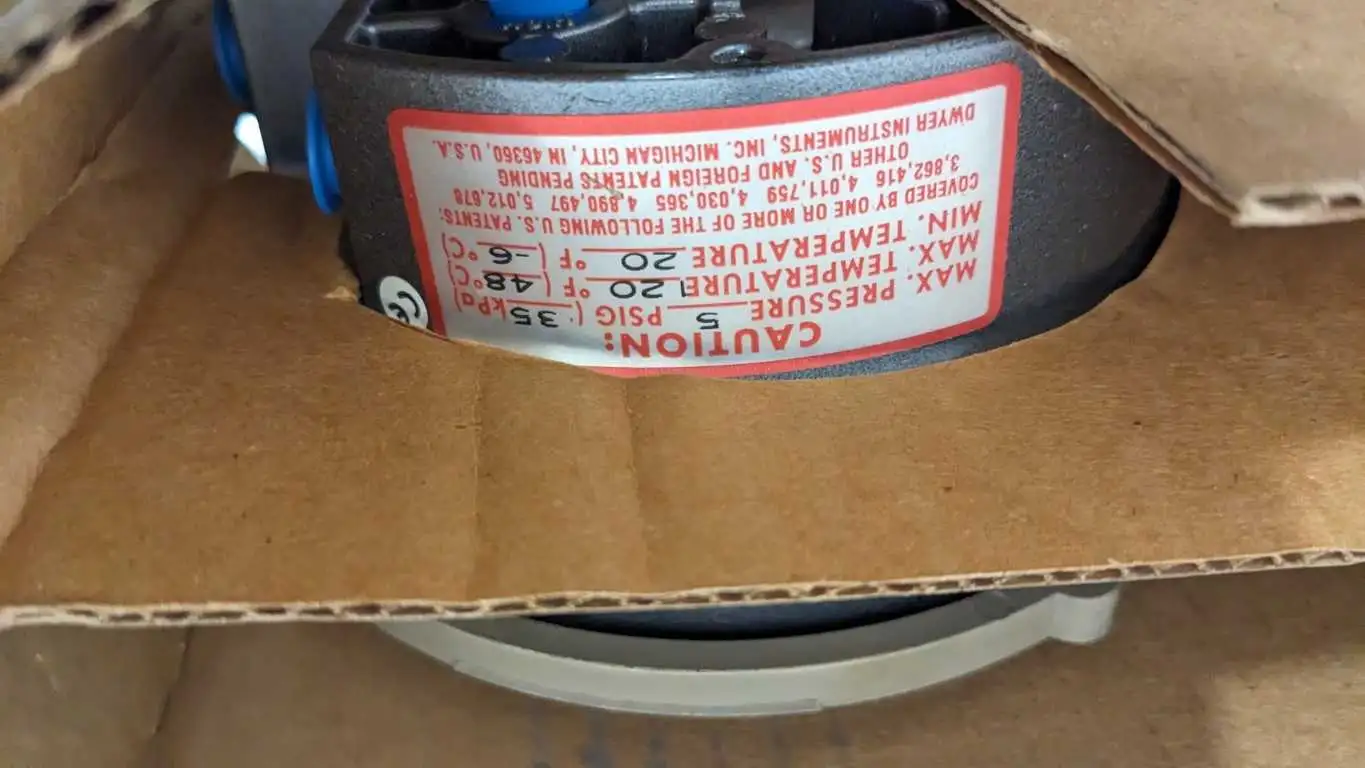 CAUTION:
MAX. PRESSURE 5 PSIG ( 35 kPa)
MAX. TEMPERATURE 120 °F ( 48 °C)
MIN. TEMPERATURE 20 °F ( -6 °C)
COVERED BY ONE OR MORE OF THE FOLLOWING U.S. PATENTS:
3,862,416 4,011,759 4,030,365 4,890,497 5,012,678
OTHER U.S. AND FOREIGN PATENTS PENDING
DWYER INSTRUMENTS, INC. MICHIGAN CITY, IN 46360, U.S.A.
CE